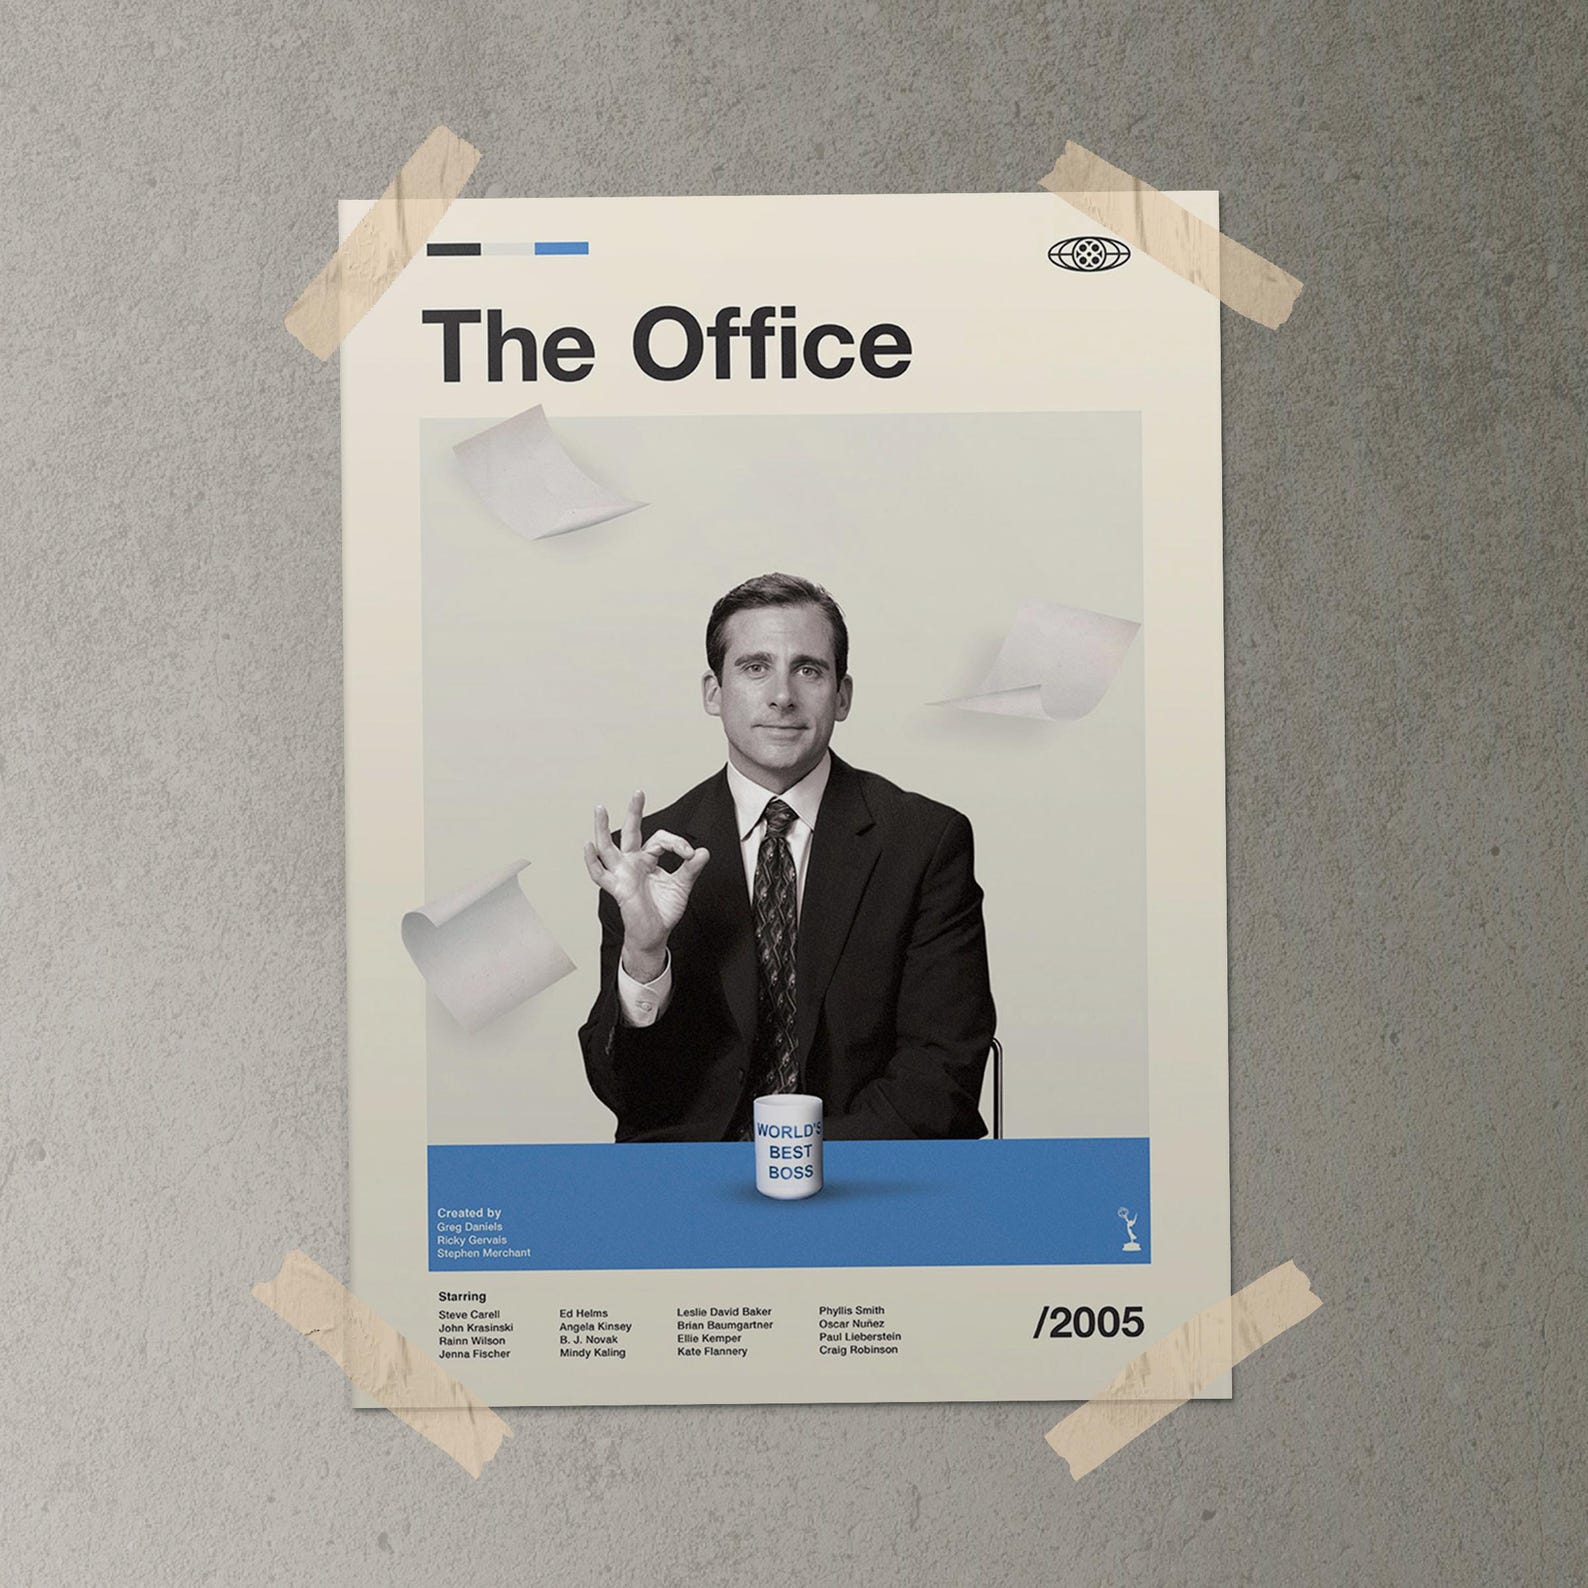 The Office
WORLD'S
BEST
BOSS
Created by
Greg Daniels
Ricky Gervais
Stephen Merchant
Starring
Steve Carell
John Krasinski
Rainn Wilson
Jenna Fischer
Ed Helms
Angela Kinsey
B. J. Novak
Mindy Kaling
Leslie David Baker
Brian Baumgartner
Ellie Kemper
Kate Flannery
Phyllis Smith
Oscar Nuñez
Paul Lieberstein
Craig Robinson
/2005